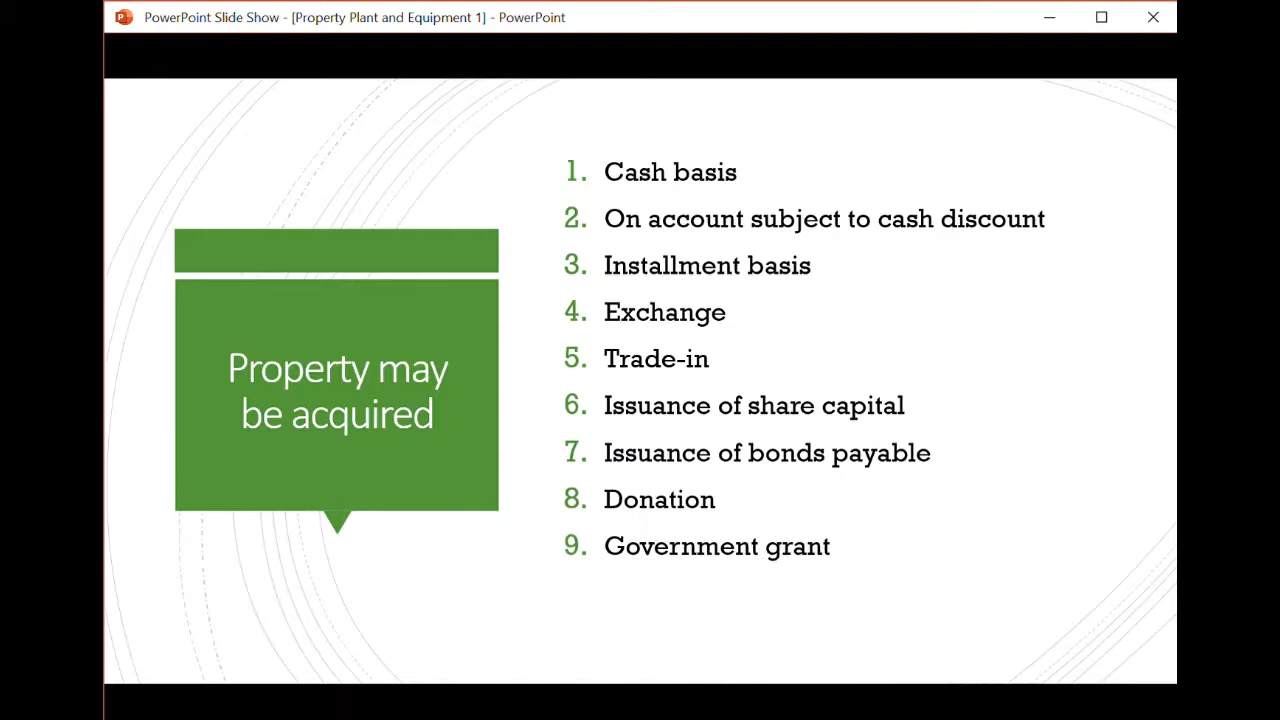 PowerPoint Slide Show - [Property Plant and Equipment 1] - PowerPoint
Property may
be acquired
1. Cash basis
2. On account subject to cash discount
3. Installment basis
4. Exchange
5. Trade-in
6. Issuance of share capital
7. Issuance of bonds payable
8. Donation
9. Government grant